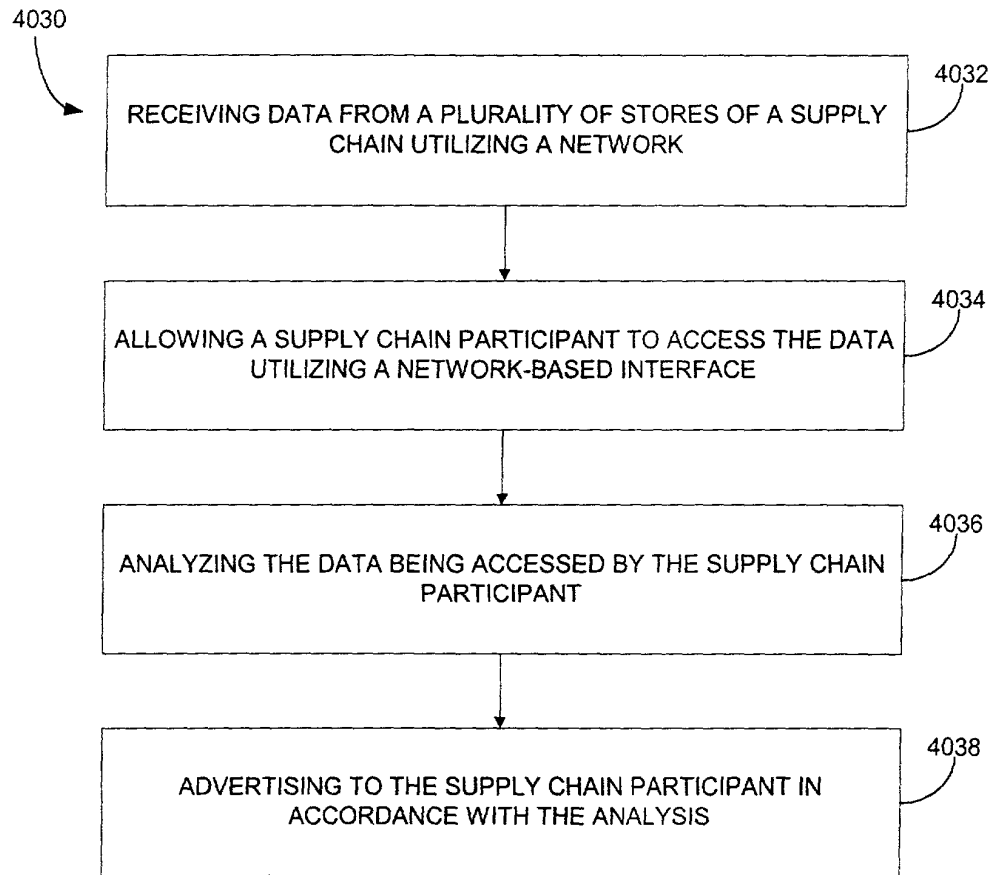 4030
4032
RECEIVING DATA FROM A PLURALITY OF STORES OF A SUPPLY
CHAIN UTILIZING A NETWORK
4034
ALLOWING A SUPPLY CHAIN PARTICIPANT TO ACCESS THE DATA
UTILIZING A NETWORK-BASED INTERFACE
4036
ANALYZING THE DATA BEING ACCESSED BY THE SUPPLY CHAIN
PARTICIPANT
4038
ADVERTISING TO THE SUPPLY CHAIN PARTICIPANT IN
ACCORDANCE WITH THE ANALYSIS